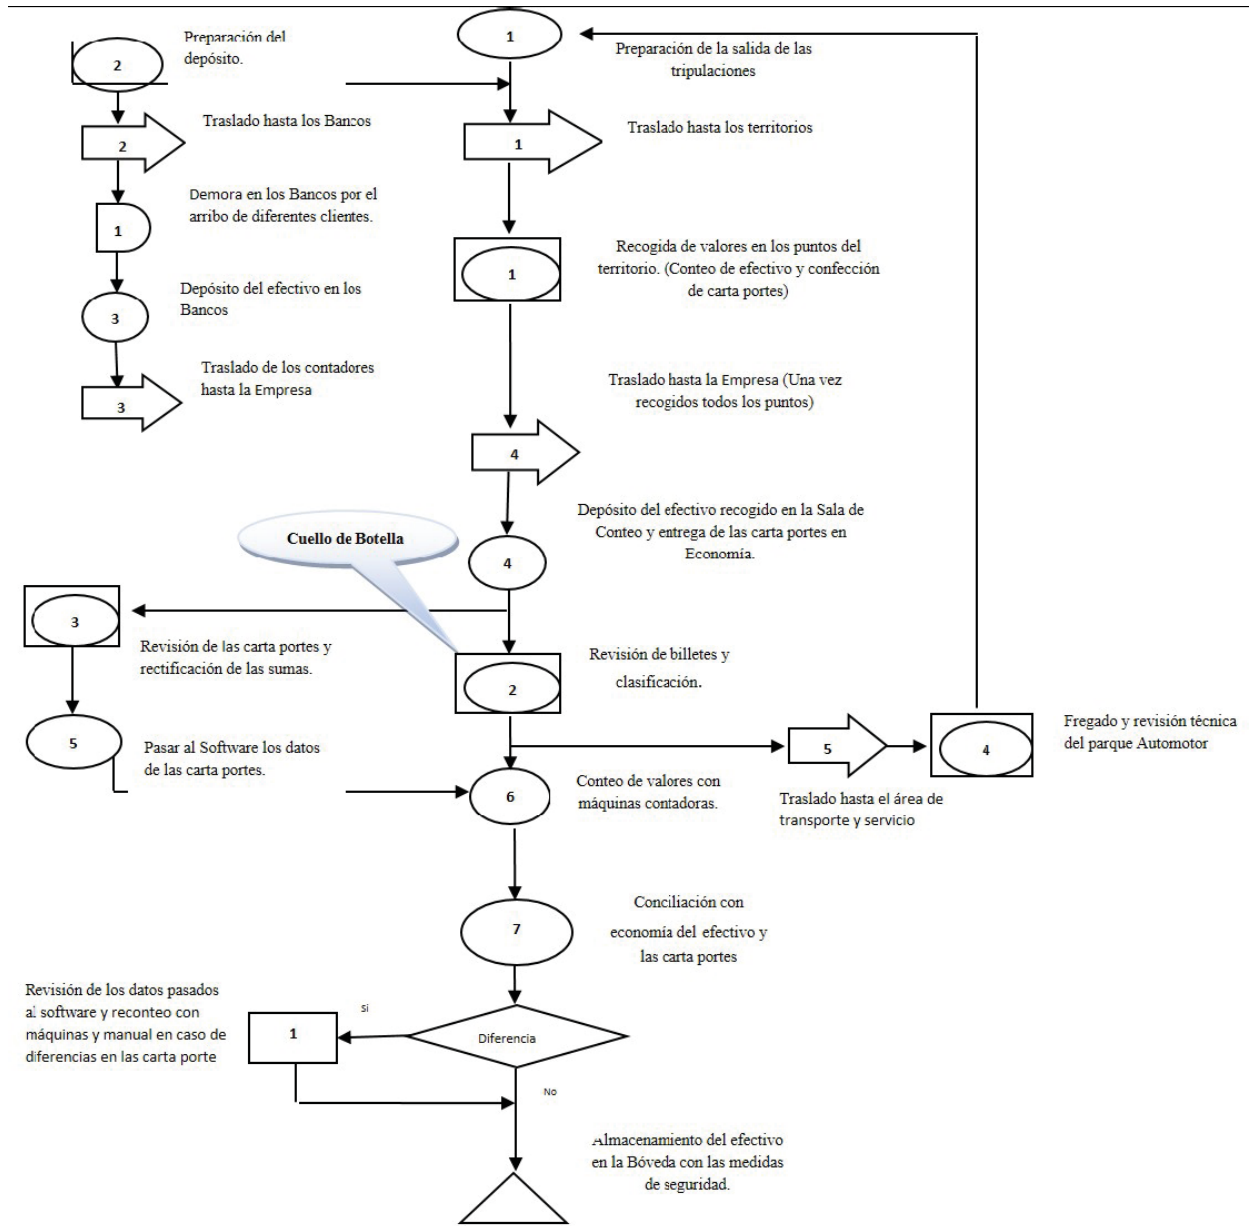 1
Preparación de la salida de las
tripulaciones
Preparación del
depósito.
2
Traslado hasta los Bancos
2
Traslado hasta los territorios
1
Demora en los Bancos por el
arribo de diferentes clientes.
1
Recogida de valores en los puntos del
territorio. (Conteo de efectivo y confección
de carta portes)
1
Depósito del efectivo en los
Bancos
3
Traslado de los contadores
hasta la Empresa
3
Traslado hasta la Empresa (Una vez
recogidos todos los puntos)
4
Depósito del efectivo recogido en la Sala de
Conteo y entrega de las carta portes en
Economía.
4
Cuello de Botella
3
Revisión de las carta portes y
rectificación de las sumas.
Revisión de billetes y
clasificación.
2
5
Pasar al Software los datos
de las carta portes.
5
Traslado hasta el área de
transporte y servicio
4
Fregado y revisión técnica
del parque Automotor
6
Conteo de valores con
máquinas contadoras.
7
Conciliación con
economía del efectivo y
las carta portes
Revisión de los datos pasados
al software y reconteo con
máquinas y manual en caso de
diferencias en las carta porte
1
Si
Diferencia
No
Almacenamiento del efectivo
en la Bóveda con las medidas
de seguridad.